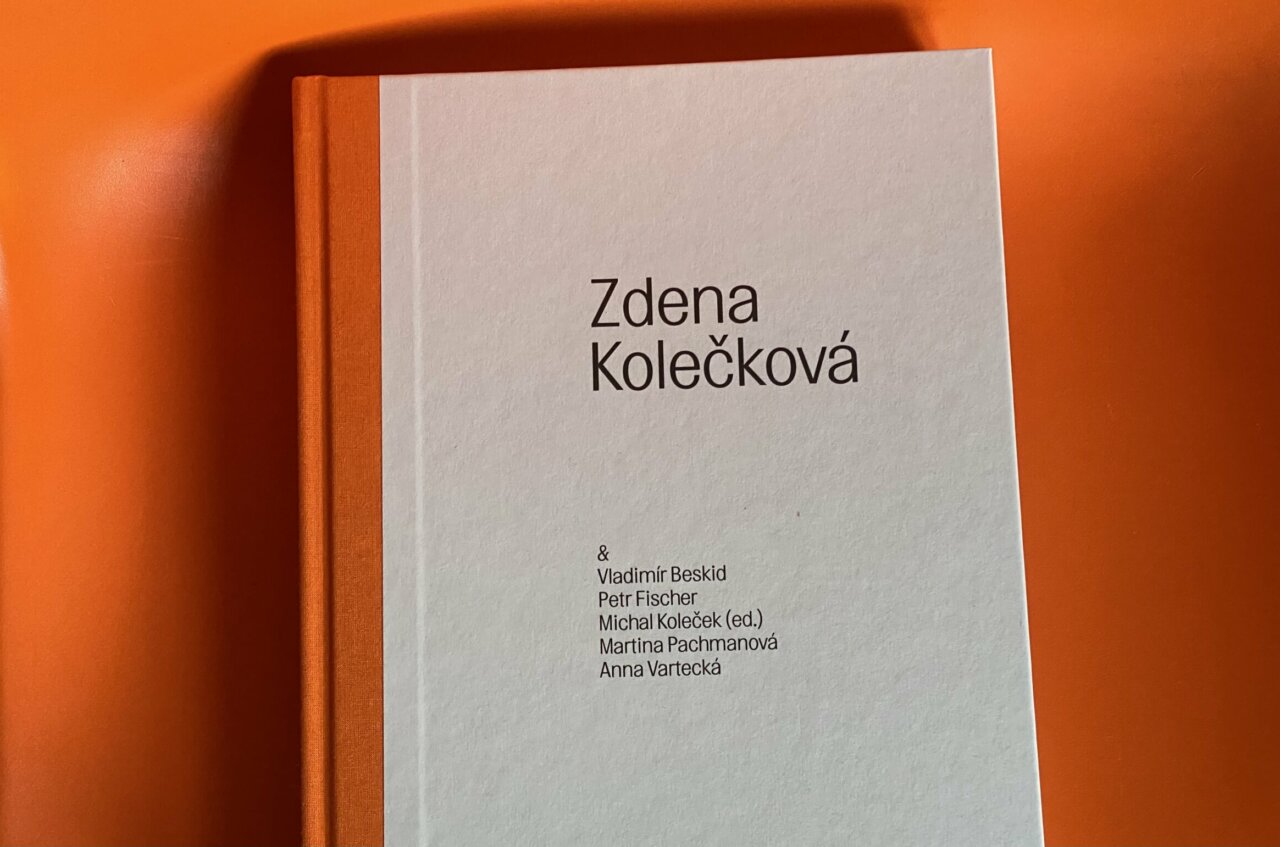 Zdena
Kolečková
&
Vladimír Beskid
Petr Fischer
Michal Koleček (ed.)
Martina Pachmanová
Anna Vartecká